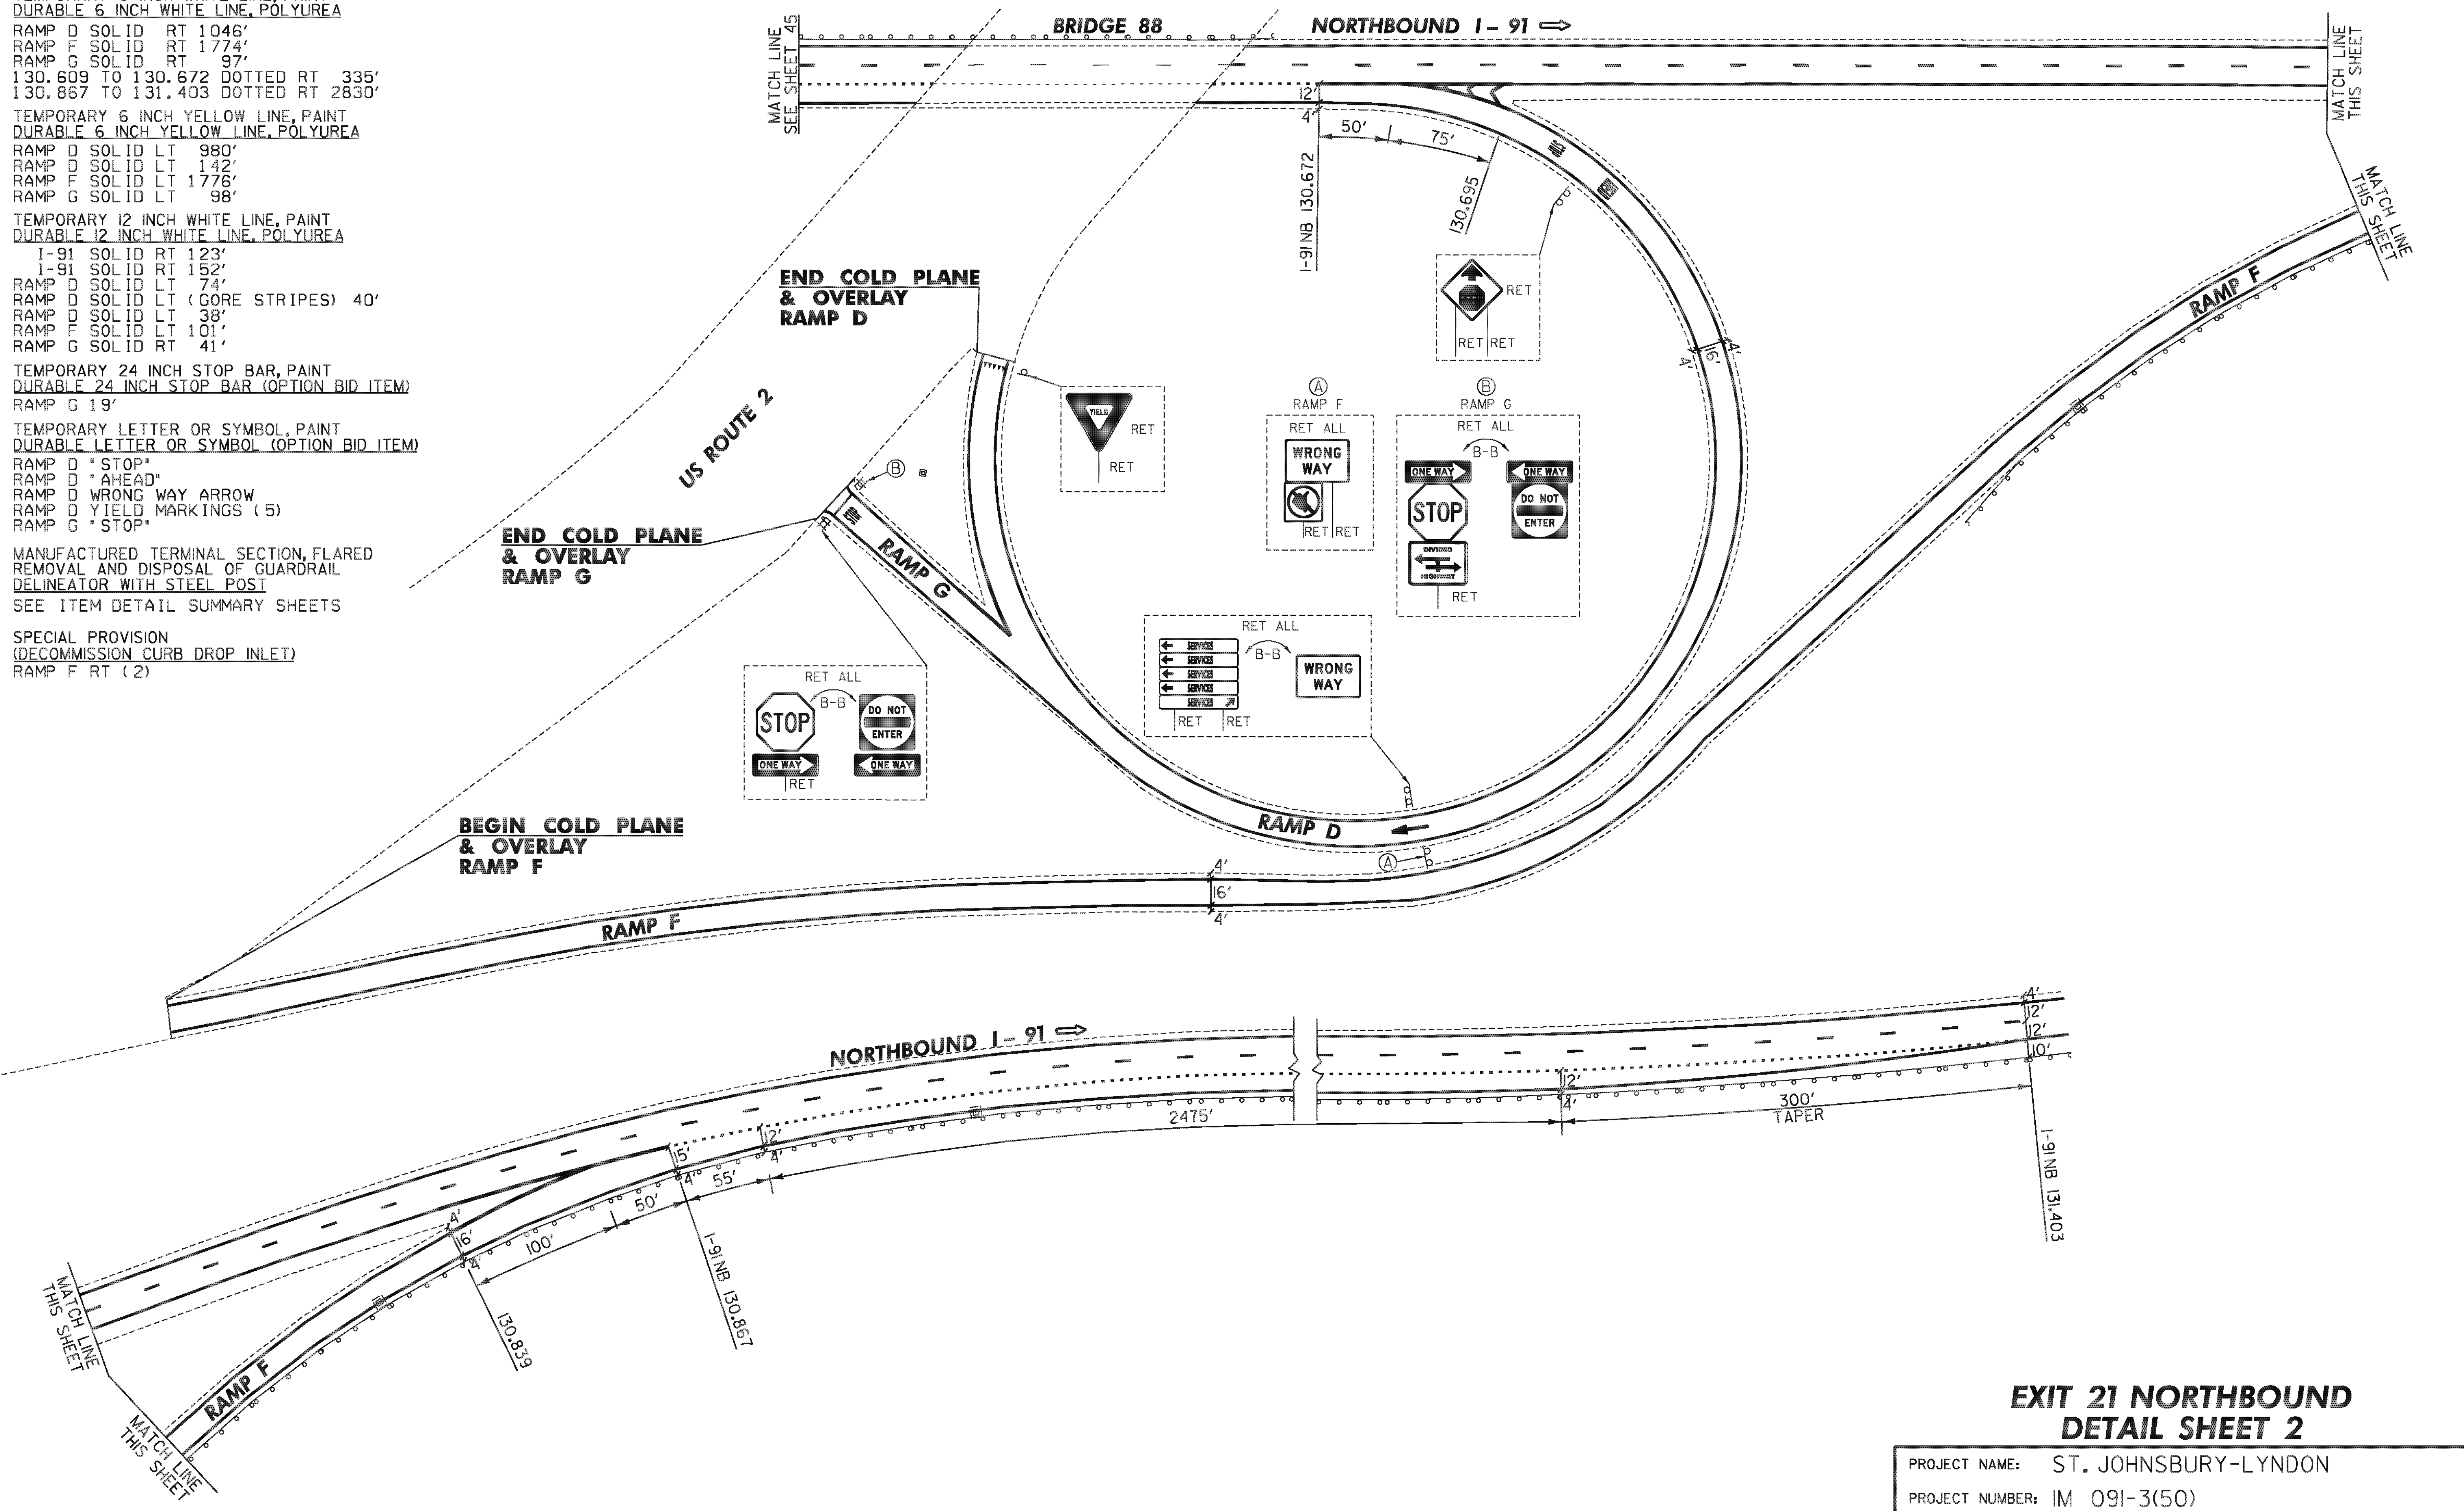 DURABLE 6 INCH WHITE LINE, POLYUREA
RAMP D SOLID RT 1046'
RAMP F SOLID RT 1774'
RAMP G SOLID RT 97'
130.609 TO 130.672 DOTTED RT 335'
130.867 TO 131.403 DOTTED RT 2830'
TEMPORARY 6 INCH YELLOW LINE, PAINT
DURABLE 6 INCH YELLOW LINE, POLYUREA
RAMP D SOLID LT 980'
RAMP D SOLID LT 142'
RAMP F SOLID LT 1776'
RAMP G SOLID LT 98'
TEMPORARY 12 INCH WHITE LINE, PAINT
DURABLE 12 INCH WHITE LINE, POLYUREA
I-91 SOLID RT 123'
I-91 SOLID RT 152'
RAMP D SOLID LT 74'
RAMP D SOLID LT (GORE STRIPES) 40'
RAMP D SOLID LT 38'
RAMP F SOLID LT 101'
RAMP G SOLID RT 41'
TEMPORARY 24 INCH STOP BAR, PAINT
DURABLE 24 INCH STOP BAR (OPTION BID ITEM)
RAMP G 19'
TEMPORARY LETTER OR SYMBOL, PAINT
DURABLE LETTER OR SYMBOL (OPTION BID ITEM)
RAMP D "STOP"
RAMP D "AHEAD"
RAMP D WRONG WAY ARROW
RAMP D YIELD MARKINGS (5)
RAMP G "STOP"
MANUFACTURED TERMINAL SECTION, FLARED
REMOVAL AND DISPOSAL OF GUARDRAIL
DELINEATOR WITH STEEL POST
SEE ITEM DETAIL SUMMARY SHEETS
SPECIAL PROVISION
(DECOMMISSION CURB DROP INLET)
RAMP F RT (2)
MATCH LINE
SEE SHEET 45
BRIDGE 88
NORTHBOUND I-91 ⇨
MATCH LINE
THIS SHEET
MATCH LINE
THIS SHEET
12'
4'
50'
75'
I-91 NB 130.672
130.695
RET
RET RET
4'
16'
4'
RAMP F
END COLD PLANE
& OVERLAY
RAMP D
US ROUTE 2
YIELD
RET
RET
B
END COLD PLANE
& OVERLAY
RAMP G
RAMP G
A
RAMP F
RET ALL
WRONG
WAY
RET RET
B
RAMP G
RET ALL
B-B
ONE WAY
ONE WAY
STOP
DO NOT
ENTER
DIVIDED
HIGHWAY
RET
RET ALL
← SERVICES
← SERVICES
← SERVICES
← SERVICES
SERVICES ↗
B-B
WRONG
WAY
RET RET
RET ALL
B-B
STOP
DO NOT
ENTER
ONE WAY
ONE WAY
RET
RAMP D
A
BEGIN COLD PLANE
& OVERLAY
RAMP F
4'
16'
4'
RAMP F
NORTHBOUND I-91 ⇨
4'
12'
12'
10'
12'
4'
300'
TAPER
2475'
I-91 NB 131.403
12'
4'
15'
4'
55'
50'
100'
4'
16'
4'
I-91 NB 130.867
130.839
MATCH LINE
THIS SHEET
RAMP F
MATCH LINE
THIS SHEET
EXIT 21 NORTHBOUND
DETAIL SHEET 2
PROJECT NAME: ST. JOHNSBURY-LYNDON
PROJECT NUMBER: IM 091-3(50)